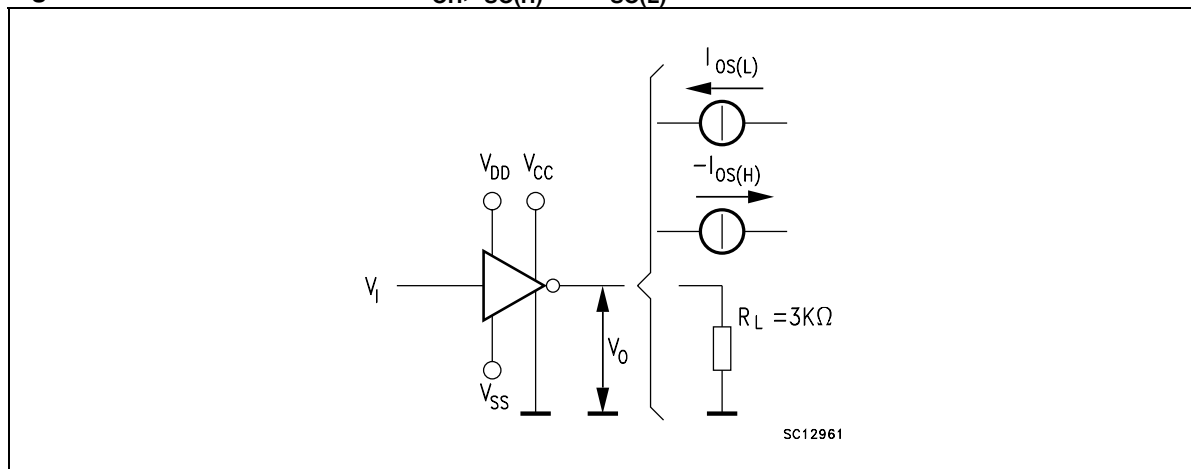 I OS(L)
-I OS(H)
V DD V CC
V I
R L =3KΩ
V O
V SS
SC12961